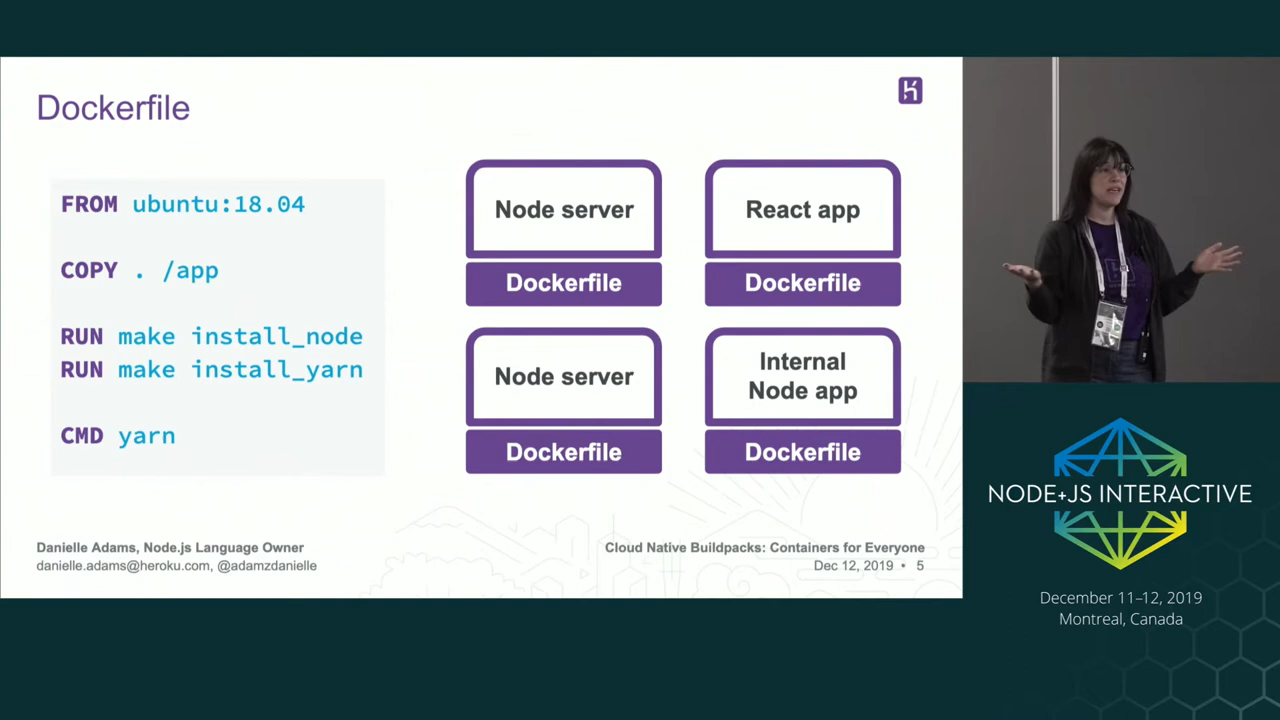 Dockerfile
FROM ubuntu:18.04
COPY . /app
RUN make install_node
RUN make install_yarn
CMD yarn
Node server
Dockerfile
React app
Dockerfile
Node server
Dockerfile
Internal
Node app
Dockerfile
Danielle Adams, Node.js Language Owner
danielle.adams@heroku.com, @adamzdanielle
Cloud Native Buildpacks: Containers for Everyone
Dec 12, 2019 • 5
NODE+JS INTERACTIVE
December 11–12, 2019
Montreal, Canada